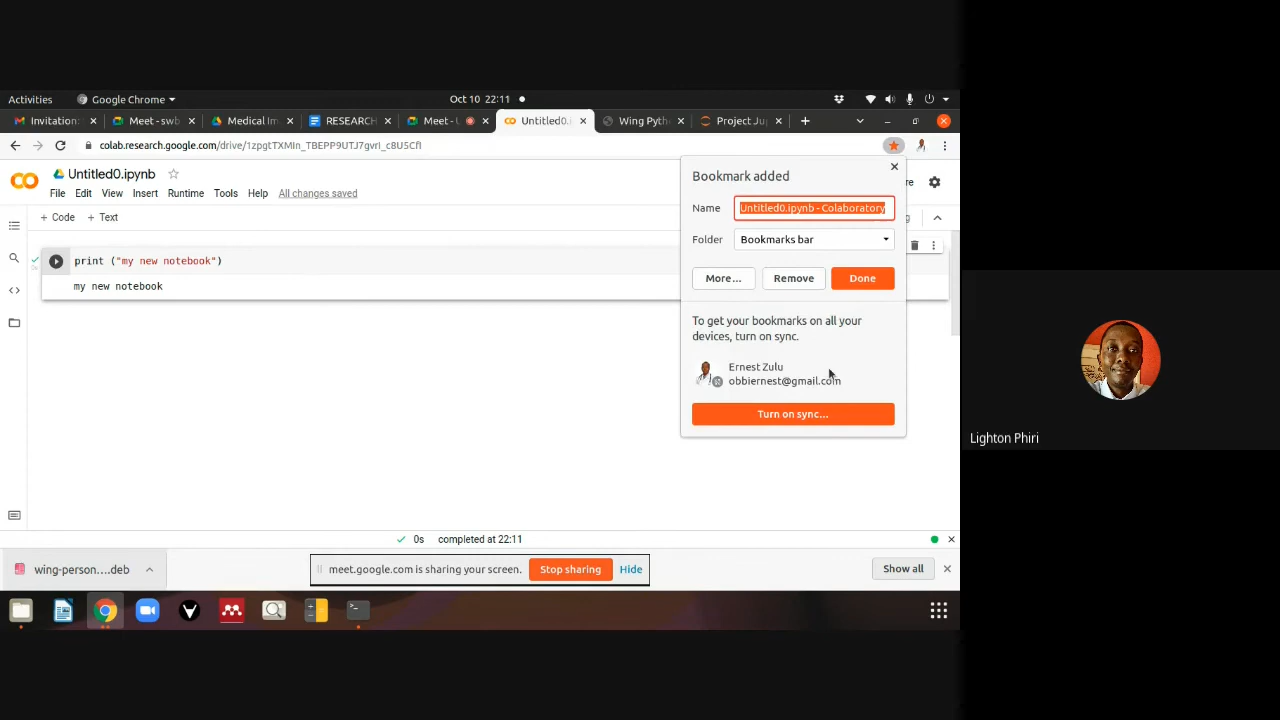 Activities Google Chrome Oct 10 22:11
Invitation: Meet - swb Medical Im RESEARCH Meet - Untitled0.i Wing Pyth Project Ju
colab.research.google.com/drive/
Untitled0.ipynb
File Edit View Insert Runtime Tools Help All changes saved
+ Code + Text
print ("my new notebook")
my new notebook
Bookmark added
Name Untitled0.ipynb - Colaboratory
Folder Bookmarks bar
More... Remove Done
To get your bookmarks on all your
devices, turn on sync.
Ernest Zulu
obbiernest@gmail.com
Turn on sync...
0s completed at 22:11
wing-person....deb
meet.google.com is sharing your screen. Stop sharing Hide
Show all
Lighton Phiri